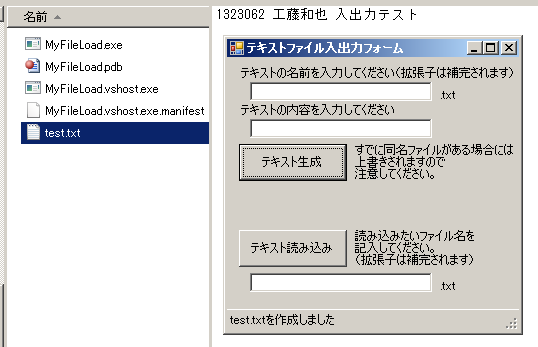 名前
MyFileLoad.exe
MyFileLoad.pdb
MyFileLoad.vshost.exe
MyFileLoad.vshost.exe.manifest
test.txt
1323062 工藤和也 入出力テスト
テキストファイル入出力フォーム
テキストの名前を入力してください(拡張子は補完されます)
.txt
テキストの内容を入力してください
テキスト生成
すでに同名ファイルがある場合には
上書きされますので
注意してください。
テキスト読み込み
読み込みたいファイル名を
記入してください。
(拡張子は補完されます)
.txt
test.txtを作成しました